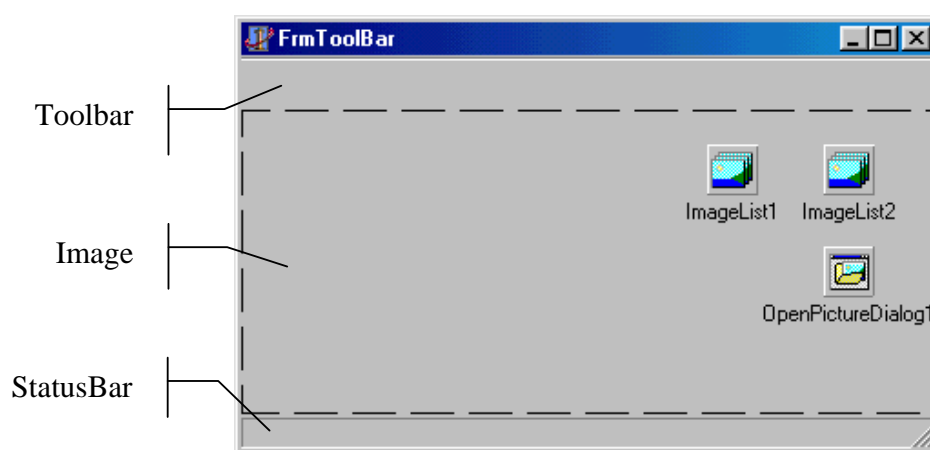 FrmToolBar
Toolbar
ImageList1 ImageList2
Image
OpenPictureDialog1
StatusBar